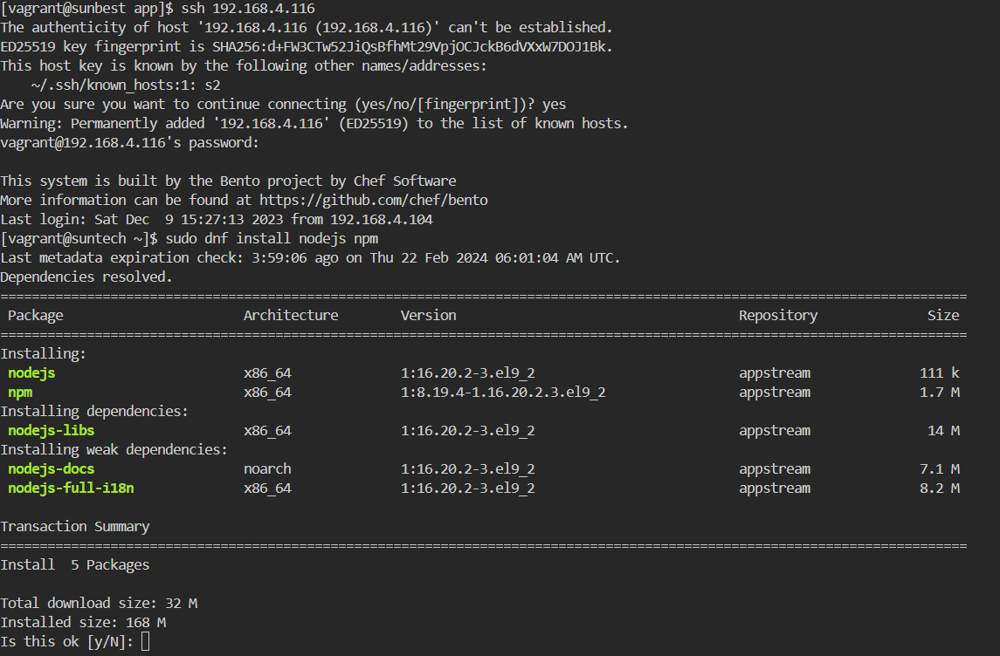 [vagrant@sunbest app]$ ssh 192.168.4.116
The authenticity of host '192.168.4.116 (192.168.4.116)' can't be established.
ED25519 key fingerprint is SHA256:d+FW3CTw52JiQsBfhMt29VpjOCJckB6dVXxW7DOJ1Bk.
This host key is known by the following other names/addresses:
    ~/.ssh/known_hosts:1: s2
Are you sure you want to continue connecting (yes/no/[fingerprint])? yes
Warning: Permanently added '192.168.4.116' (ED25519) to the list of known hosts.
vagrant@192.168.4.116's password:

This system is built by the Bento project by Chef Software
More information can be found at https://github.com/chef/bento
Last login: Sat Dec  9 15:27:13 2023 from 192.168.4.104
[vagrant@suntech ~]$ sudo dnf install nodejs npm
Last metadata expiration check: 3:59:06 ago on Thu 22 Feb 2024 06:01:04 AM UTC.
Dependencies resolved.
================================================================================
 Package                       Architecture        Version                                    Repository              Size
================================================================================
Installing:
 nodejs                        x86_64              1:16.20.2-3.el9_2                          appstream              111 k
 npm                           x86_64              1:8.19.4-1.16.20.2.3.el9_2                 appstream              1.7 M
Installing dependencies:
 nodejs-libs                   x86_64              1:16.20.2-3.el9_2                          appstream               14 M
Installing weak dependencies:
 nodejs-docs                   noarch              1:16.20.2-3.el9_2                          appstream              7.1 M
 nodejs-full-i18n              x86_64              1:16.20.2-3.el9_2                          appstream              8.2 M

Transaction Summary
================================================================================
Install  5 Packages

Total download size: 32 M
Installed size: 168 M
Is this ok [y/N]: